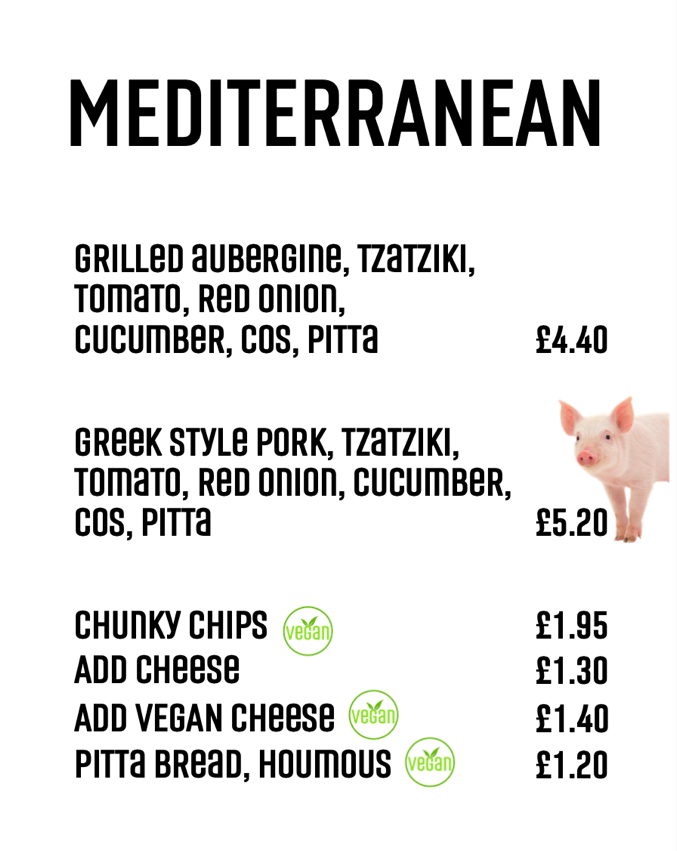 MEDITERRANEAN
GRILLED AUBERGINE, TZATZIKI,
TOMATO, RED ONION,
CUCUMBER, COS, PITTA £4.40
GREEK STYLE PORK, TZATZIKI,
TOMATO, RED ONION, CUCUMBER,
COS, PITTA £5.20
CHUNKY CHIPS vegan £1.95
ADD CHEESE £1.30
ADD VEGAN CHEESE vegan £1.40
PITTA BREAD, HOUMOUS vegan £1.20